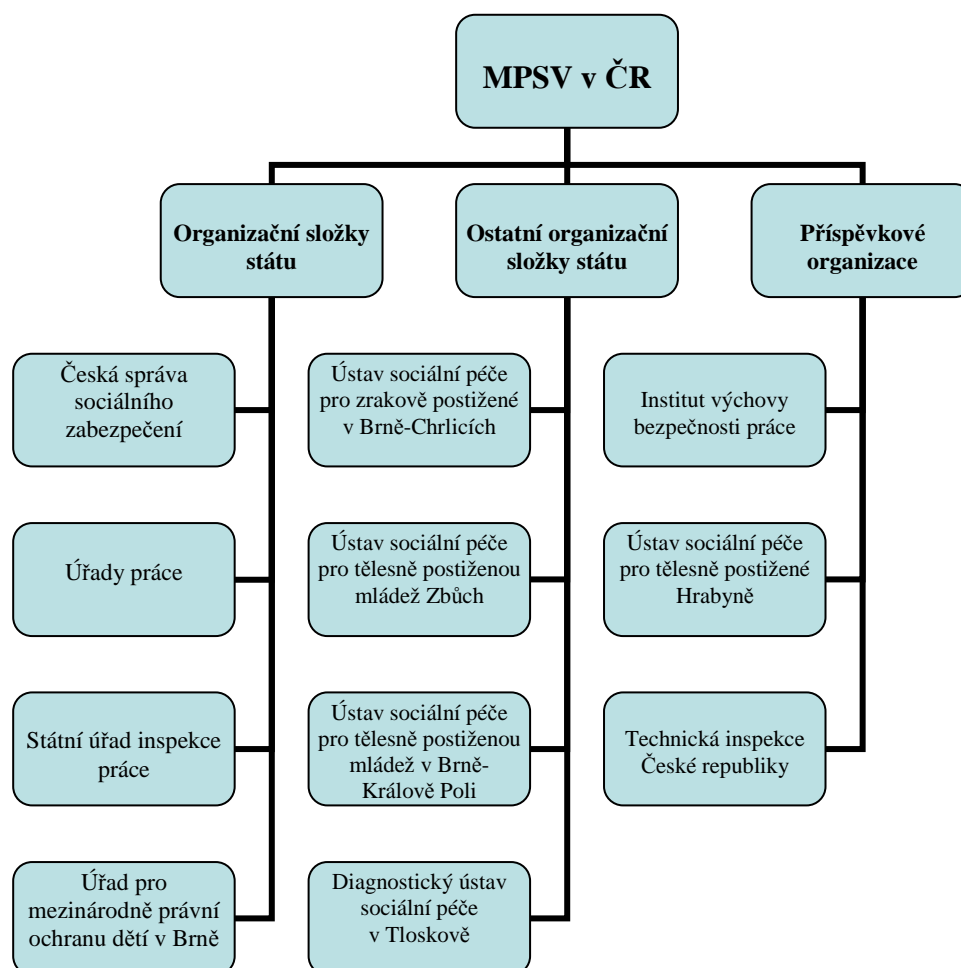 MPSV v ČR
Organizační složky
státu
Ostatní organizační
složky státu
Příspěvkové
organizace
Česká správa
sociálního
zabezpečení
Ústav sociální péče
pro zrakově postižené
v Brně-Chrlicích
Institut výchovy
bezpečnosti práce
Úřady práce
Ústav sociální péče
pro tělesně postiženou
mládež Zbůch
Ústav sociální péče
pro tělesně postižené
Hrabyně
Státní úřad inspekce
práce
Ústav sociální péče
pro tělesně postiženou
mládež v Brně-
Králově Poli
Technická inspekce
České republiky
Úřad pro
mezinárodně právní
ochranu dětí v Brně
Diagnostický ústav
sociální péče
v Tloskově